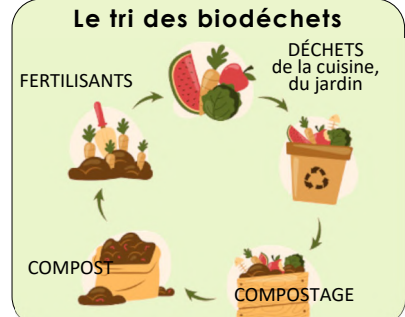 Le tri des biodéchets
DÉCHETS
de la cuisine,
du jardin
FERTILISANTS
COMPOST
COMPOSTAGE